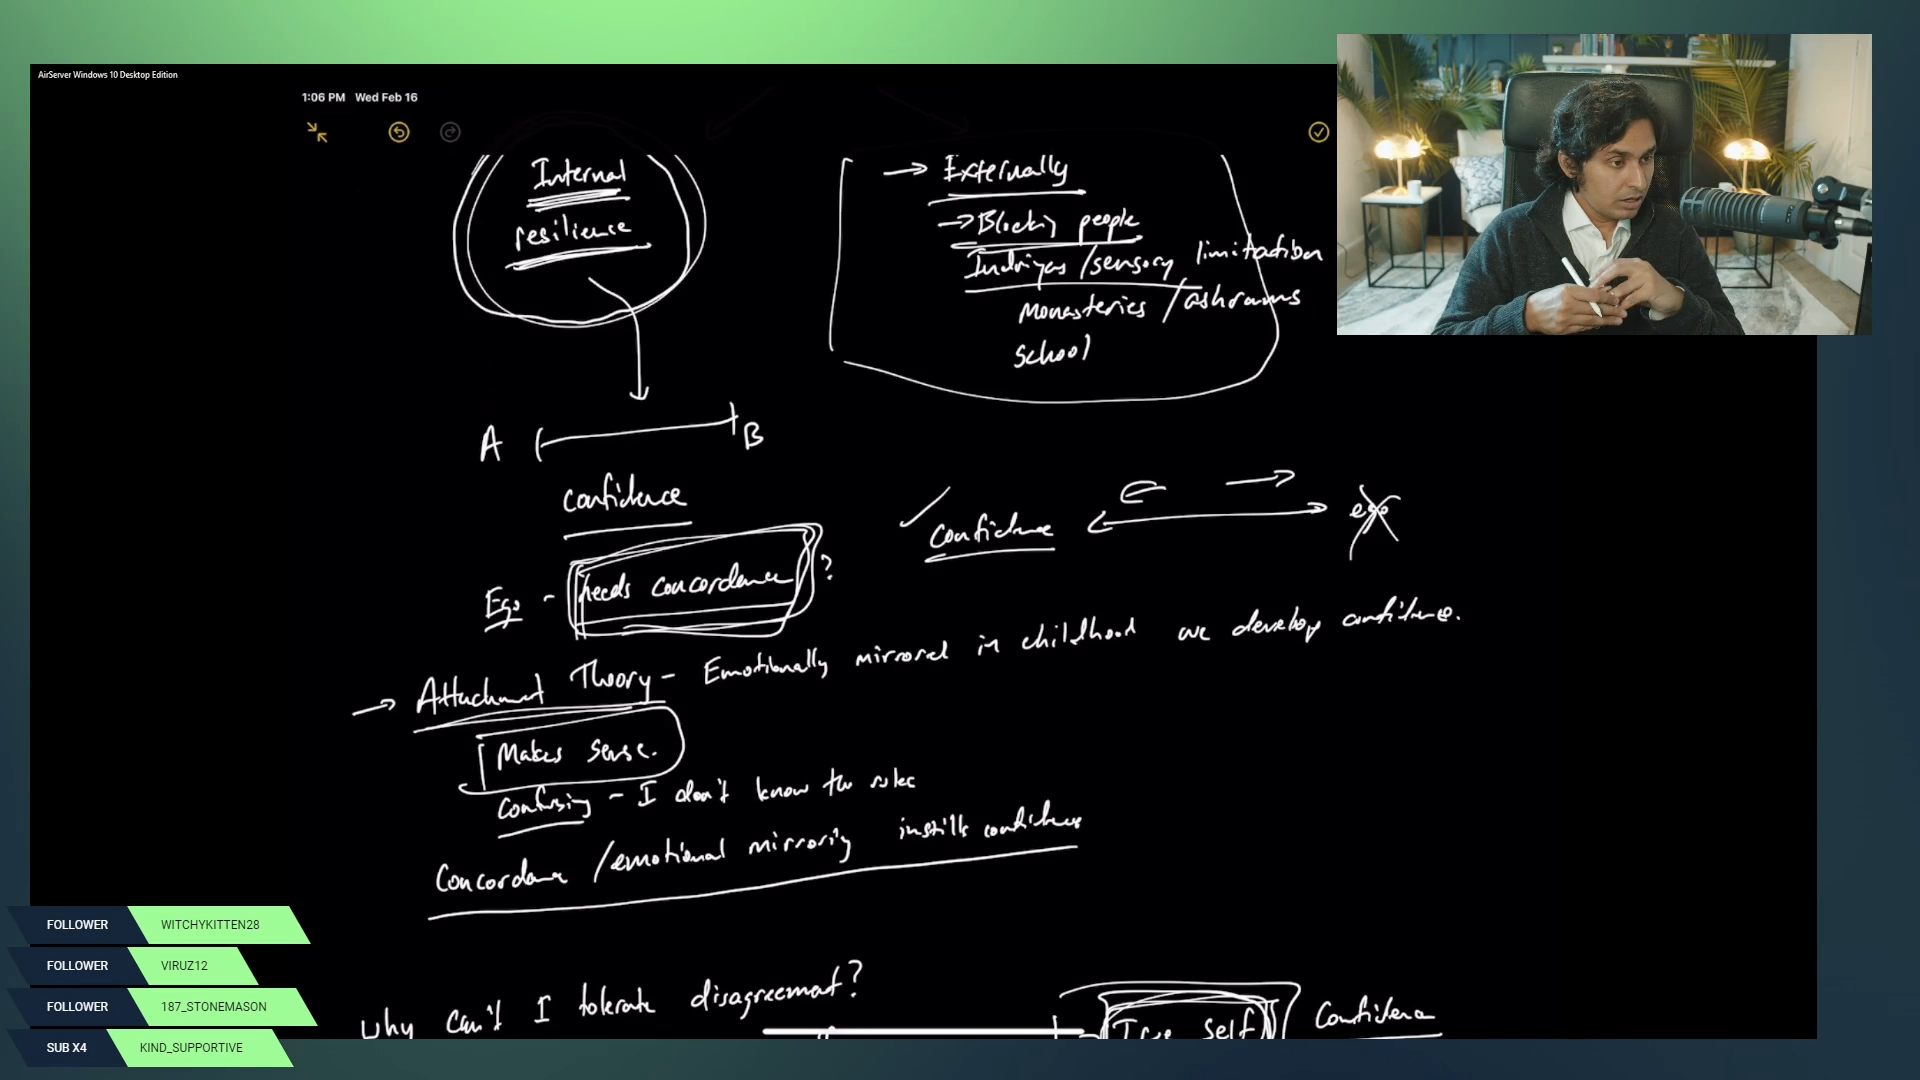 AirServer Windows 10 Desktop Edition
1:06 PM Wed Feb 16
Internal
resilience
→ Externally
→ Blocking people
Indriyas / sensory limitation
Monasteries / ashrams
School
A B
confidence
✓ Confidence ego
Ego - needs concordance ?
→ Attachment Theory - Emotionally mirrored in childhood we develop confidence.
Makes sense.
Confusing - I don't know the rules
Concordance / emotional mirroring instills confidence
Why can't I tolerate disagreement?
True Self Confidence
FOLLOWER WITCHYKITTEN28
FOLLOWER VIRUZ12
FOLLOWER 187_STONEMASON
SUB X4 KIND_SUPPORTIVE